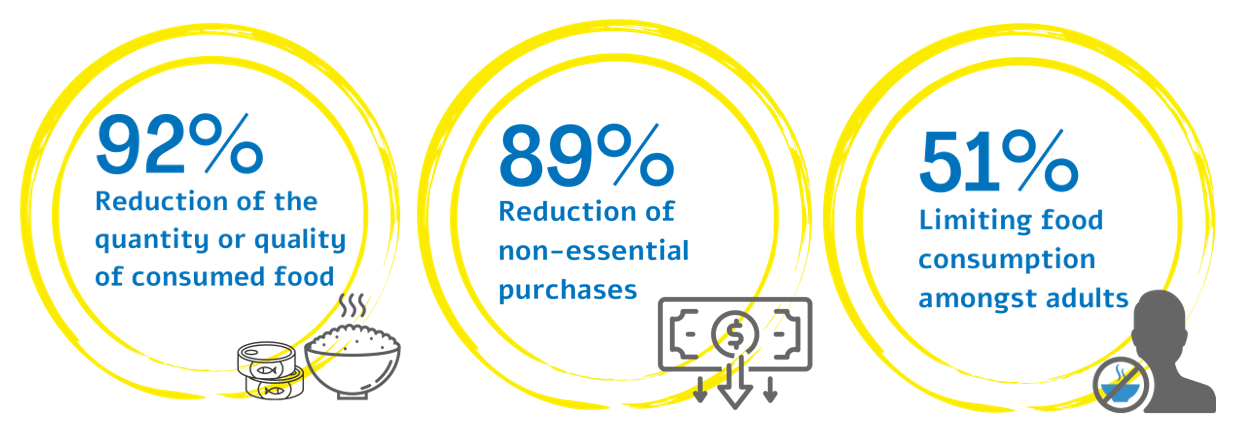 92%
Reduction of the
quantity or quality
of consumed food
89%
Reduction of
non-essential
purchases
51%
Limiting food
consumption
amongst adults
$